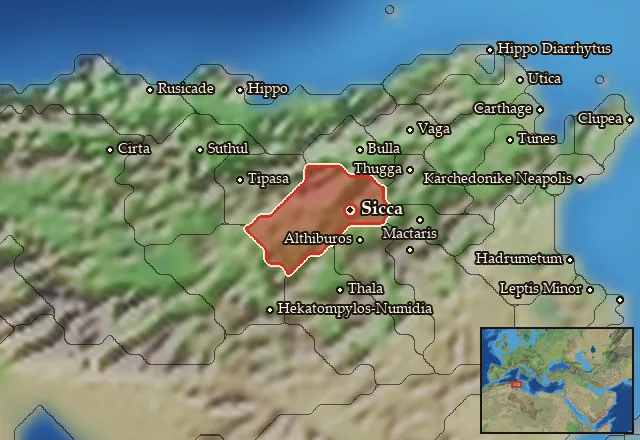 Hippo Diarrhytus
Utica
Rusicade
Hippo
Carthage
Clupea
Vaga
Tunes
Cirta
Suthul
Bulla
Thugga
Tipasa
Karchedonike Neapolis
Sicca
Althiburos
Mactaris
Hadrumetum
Thala
Leptis Minor
Hekatompylos-Numidia